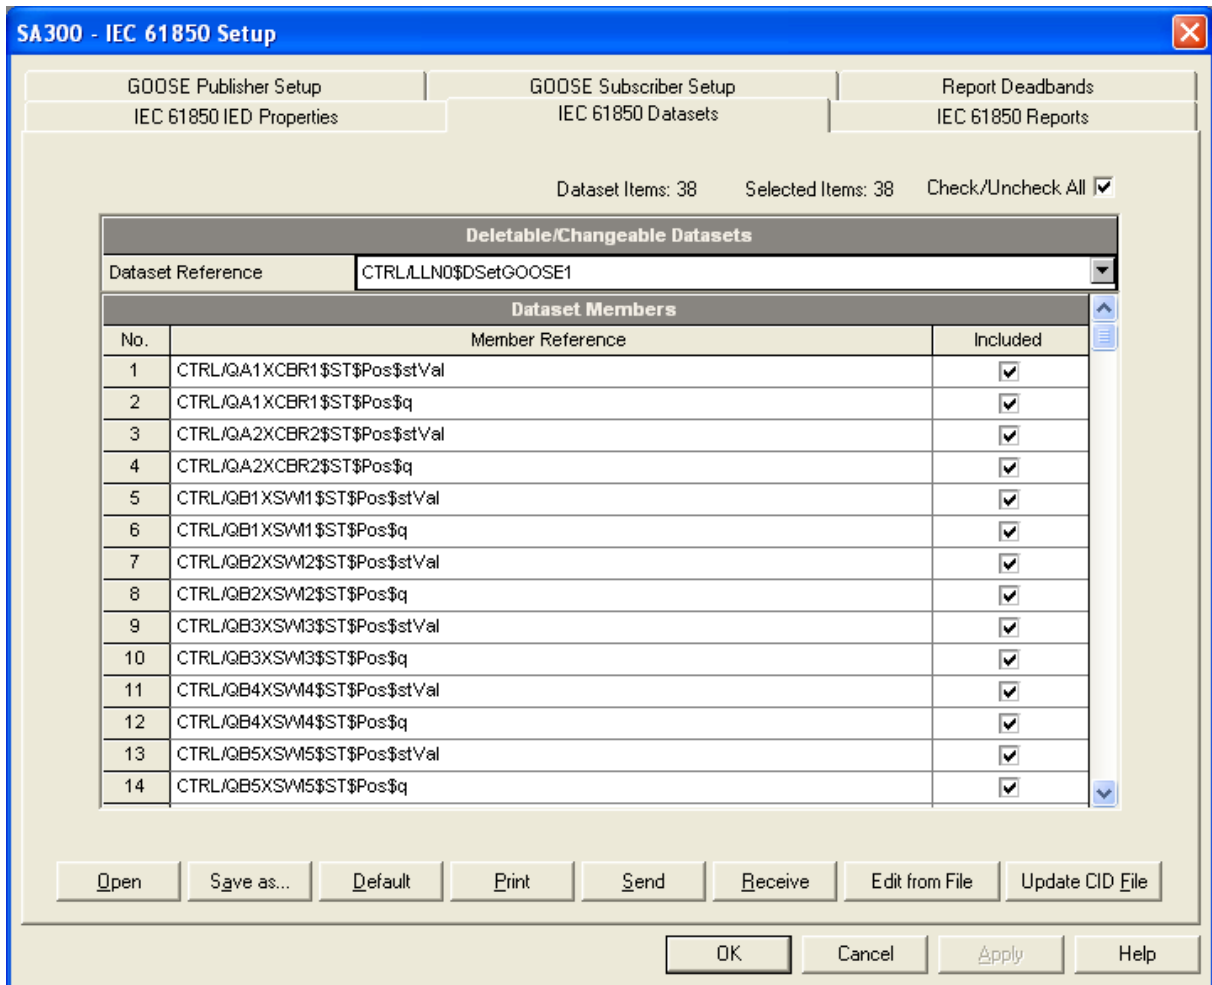 SA300 - IEC 61850 Setup
GOOSE Publisher Setup GOOSE Subscriber Setup Report Deadbands
IEC 61850 IED Properties IEC 61850 Datasets IEC 61850 Reports
Dataset Items: 38 Selected Items: 38 Check/Uncheck All
Deletable/Changeable Datasets
Dataset Reference CTRL/LLN0$DSetGOOSE1
Dataset Members
No. Member Reference Included
1 CTRL/QA1XCBR1$ST$Pos$stVal
2 CTRL/QA1XCBR1$ST$Pos$q
3 CTRL/QA2XCBR2$ST$Pos$stVal
4 CTRL/QA2XCBR2$ST$Pos$q
5 CTRL/QB1XSWI1$ST$Pos$stVal
6 CTRL/QB1XSWI1$ST$Pos$q
7 CTRL/QB2XSWI2$ST$Pos$stVal
8 CTRL/QB2XSWI2$ST$Pos$q
9 CTRL/QB3XSWI3$ST$Pos$stVal
10 CTRL/QB3XSWI3$ST$Pos$q
11 CTRL/QB4XSWI4$ST$Pos$stVal
12 CTRL/QB4XSWI4$ST$Pos$q
13 CTRL/QB5XSWI5$ST$Pos$stVal
14 CTRL/QB5XSWI5$ST$Pos$q
Open Save as... Default Print Send Receive Edit from File Update CID File
OK Cancel Apply Help